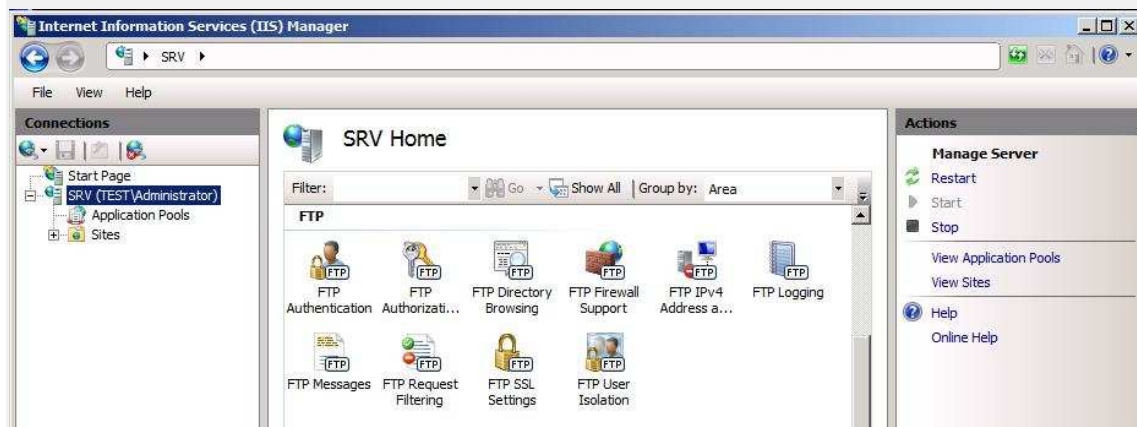 Internet Information Services (IIS) Manager
SRV
File View Help
Connections
Start Page
SRV (TEST\Administrator)
Application Pools
Sites
SRV Home
Filter: Go Show All Group by: Area
FTP
FTP FTP FTP FTP FTP FTP
FTP Authentication
FTP Authorizati...
FTP Directory Browsing
FTP Firewall Support
FTP IPv4 Address a...
FTP Logging
FTP FTP FTP FTP
FTP Messages
FTP Request Filtering
FTP SSL Settings
FTP User Isolation
Actions
Manage Server
Restart
Start
Stop
View Application Pools
View Sites
Help
Online Help